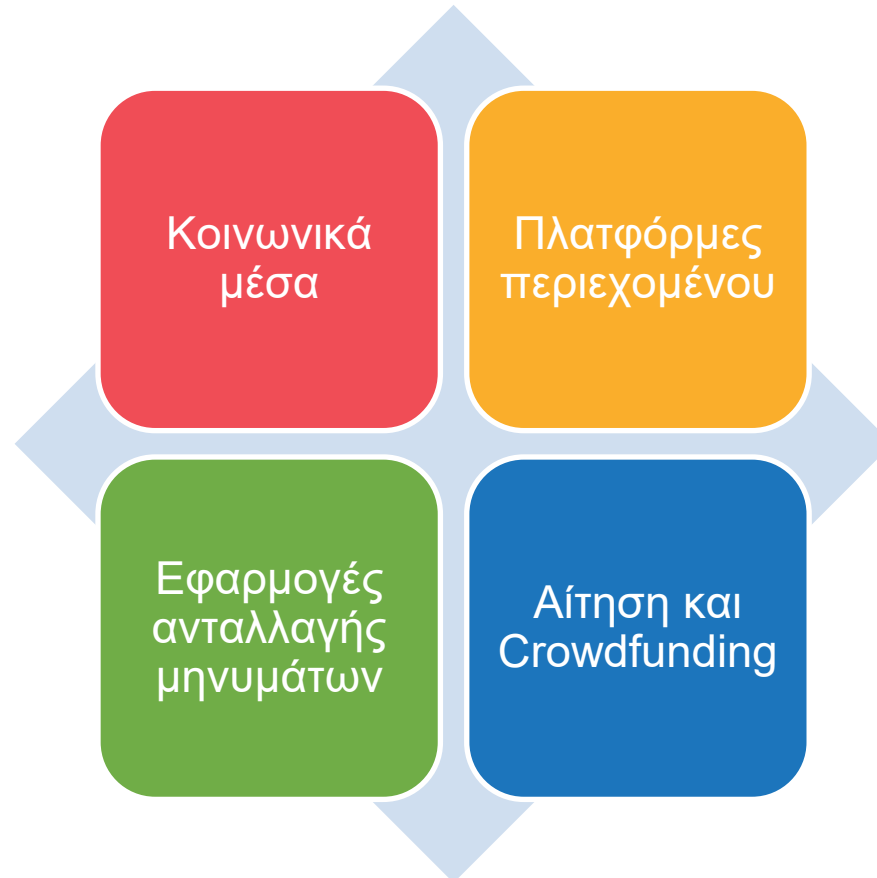 Κοινωνικά
μέσα
Πλατφόρμες
περιεχομένου
Εφαρμογές
ανταλλαγής
μηνυμάτων
Αίτηση και
Crowdfunding